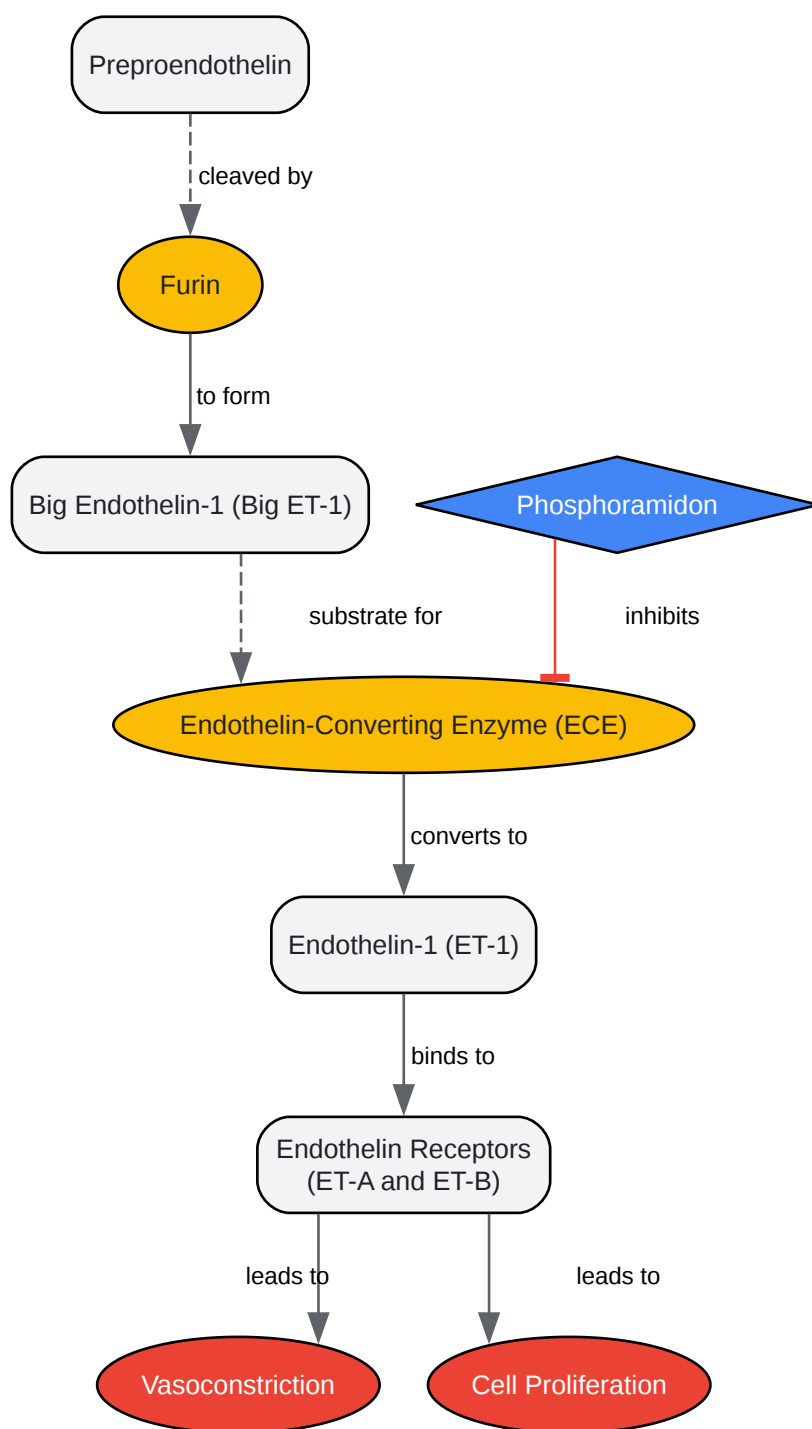 Preproendothelin
cleaved by
Furin
to form
Big Endothelin-1 (Big ET-1)
Phosphoramidon
substrate for
inhibits
Endothelin-Converting Enzyme (ECE)
converts to
Endothelin-1 (ET-1)
binds to
Endothelin Receptors
(ET-A and ET-B)
leads to
leads to
Vasoconstriction
Cell Proliferation